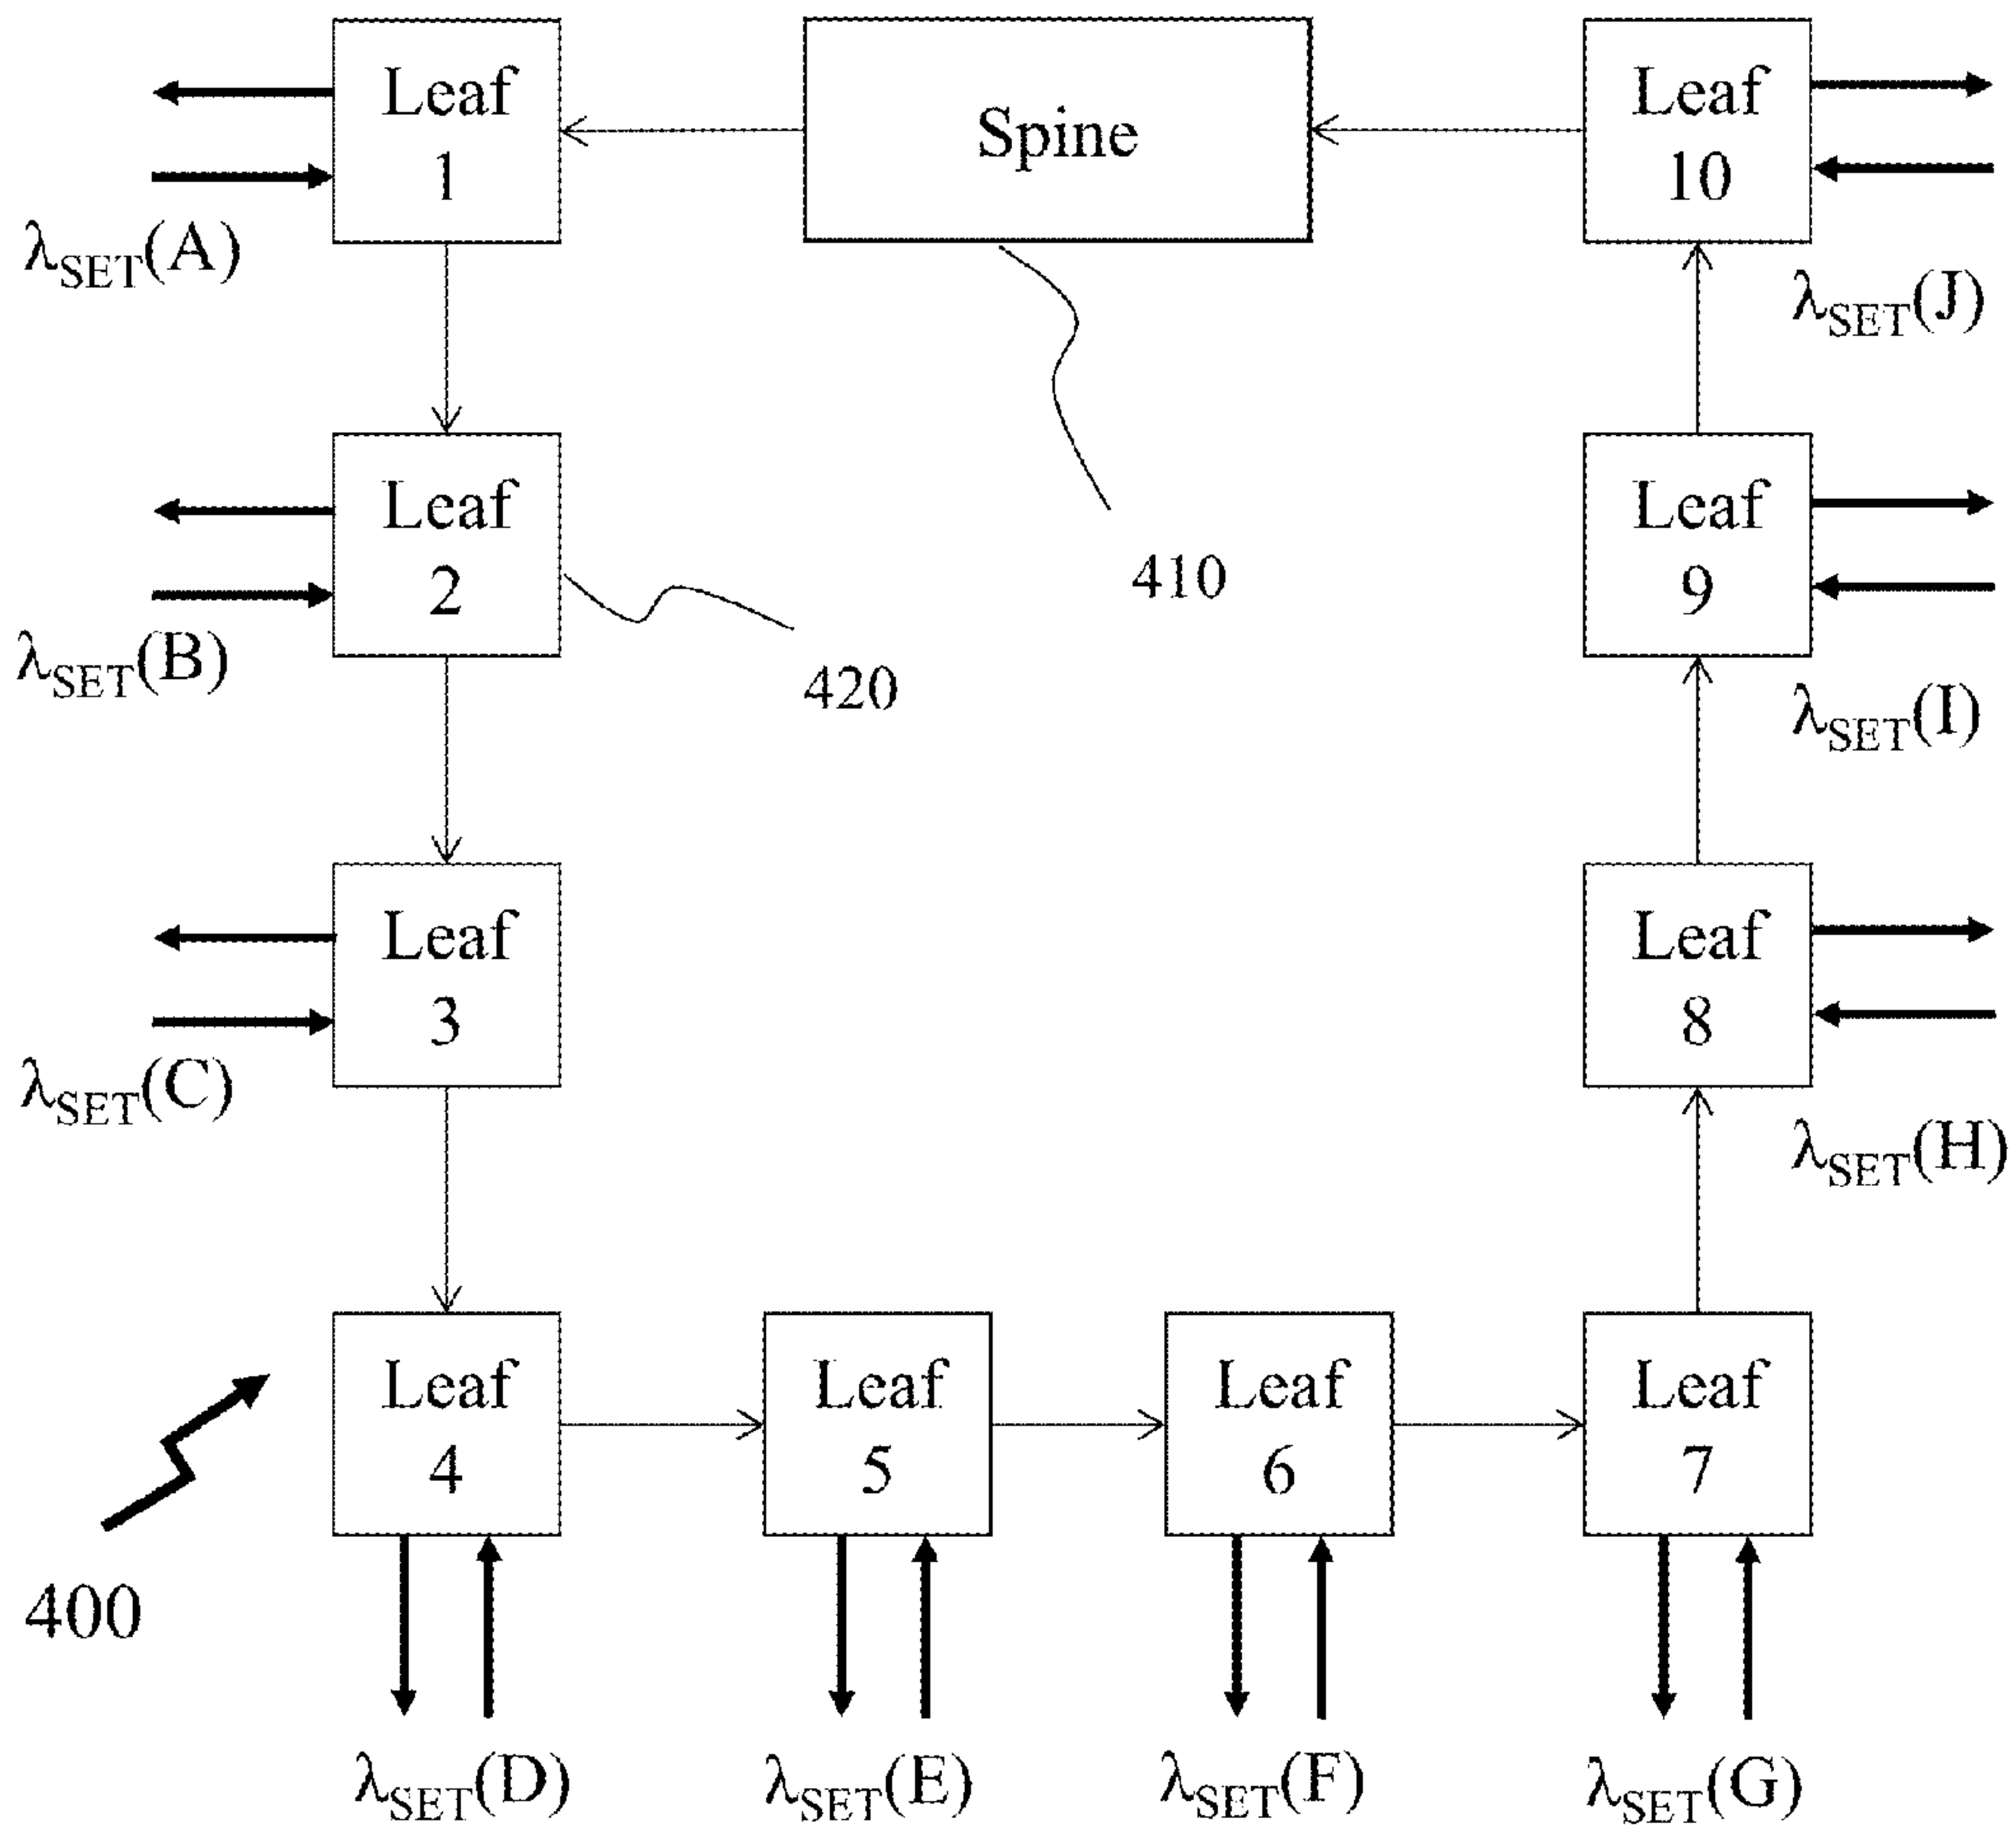 Leaf
1
Spine
Leaf
10
λSET(A)
λSET(J)
Leaf
2
Leaf
9
410
λSET(B)
420
λSET(I)
Leaf
3
Leaf
8
λSET(C)
λSET(H)
Leaf
4
Leaf
5
Leaf
6
Leaf
7
400
λSET(D)
λSET(E)
λSET(F)
λSET(G)